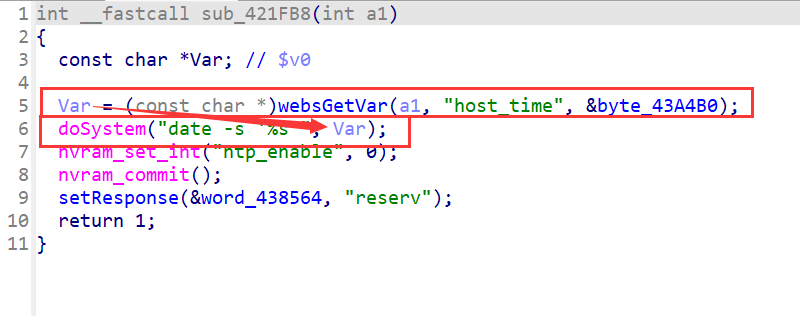 1 int __fastcall sub_421FB8(int a1)
2 {
3 const char *Var; // $v0
4
5 Var = (const char *)websGetVar(a1, "host_time", &byte_43A4B0);
6 doSystem("date -s '%s'", Var);
7 nvram_set_int("ntp_enable", 0);
8 nvram_commit();
9 setResponse(&word_438564, "reserv");
10 return 1;
11 }